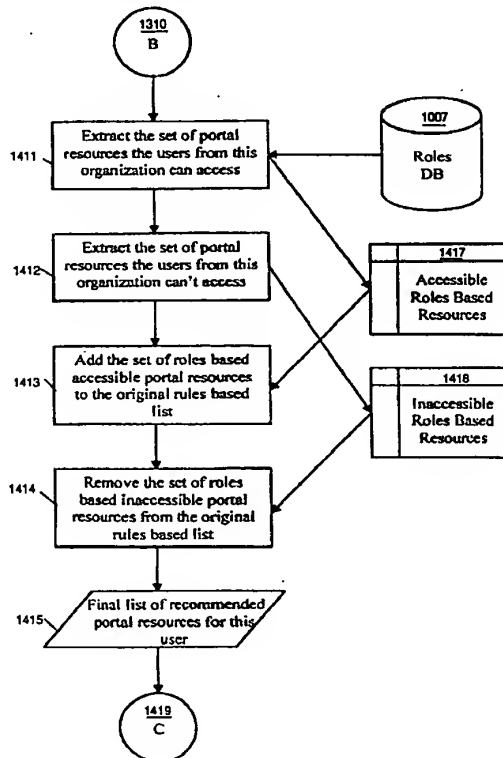 1310
B
1411
Extract the set of portal
resources the users from this
organization can access
1007
Roles
DB
1412
Extract the set of portal
resources the users from this
organization can't access
1417
Accessible
Roles Based
Resources
1413
Add the set of roles based
accessible portal resources
to the original rules based
list
1418
Inaccessible
Roles Based
Resources
1414
Remove the set of roles
based inaccessible portal
resources from the original
rules based list
1415
Final list of recommended
portal resources for this
user
1419
C